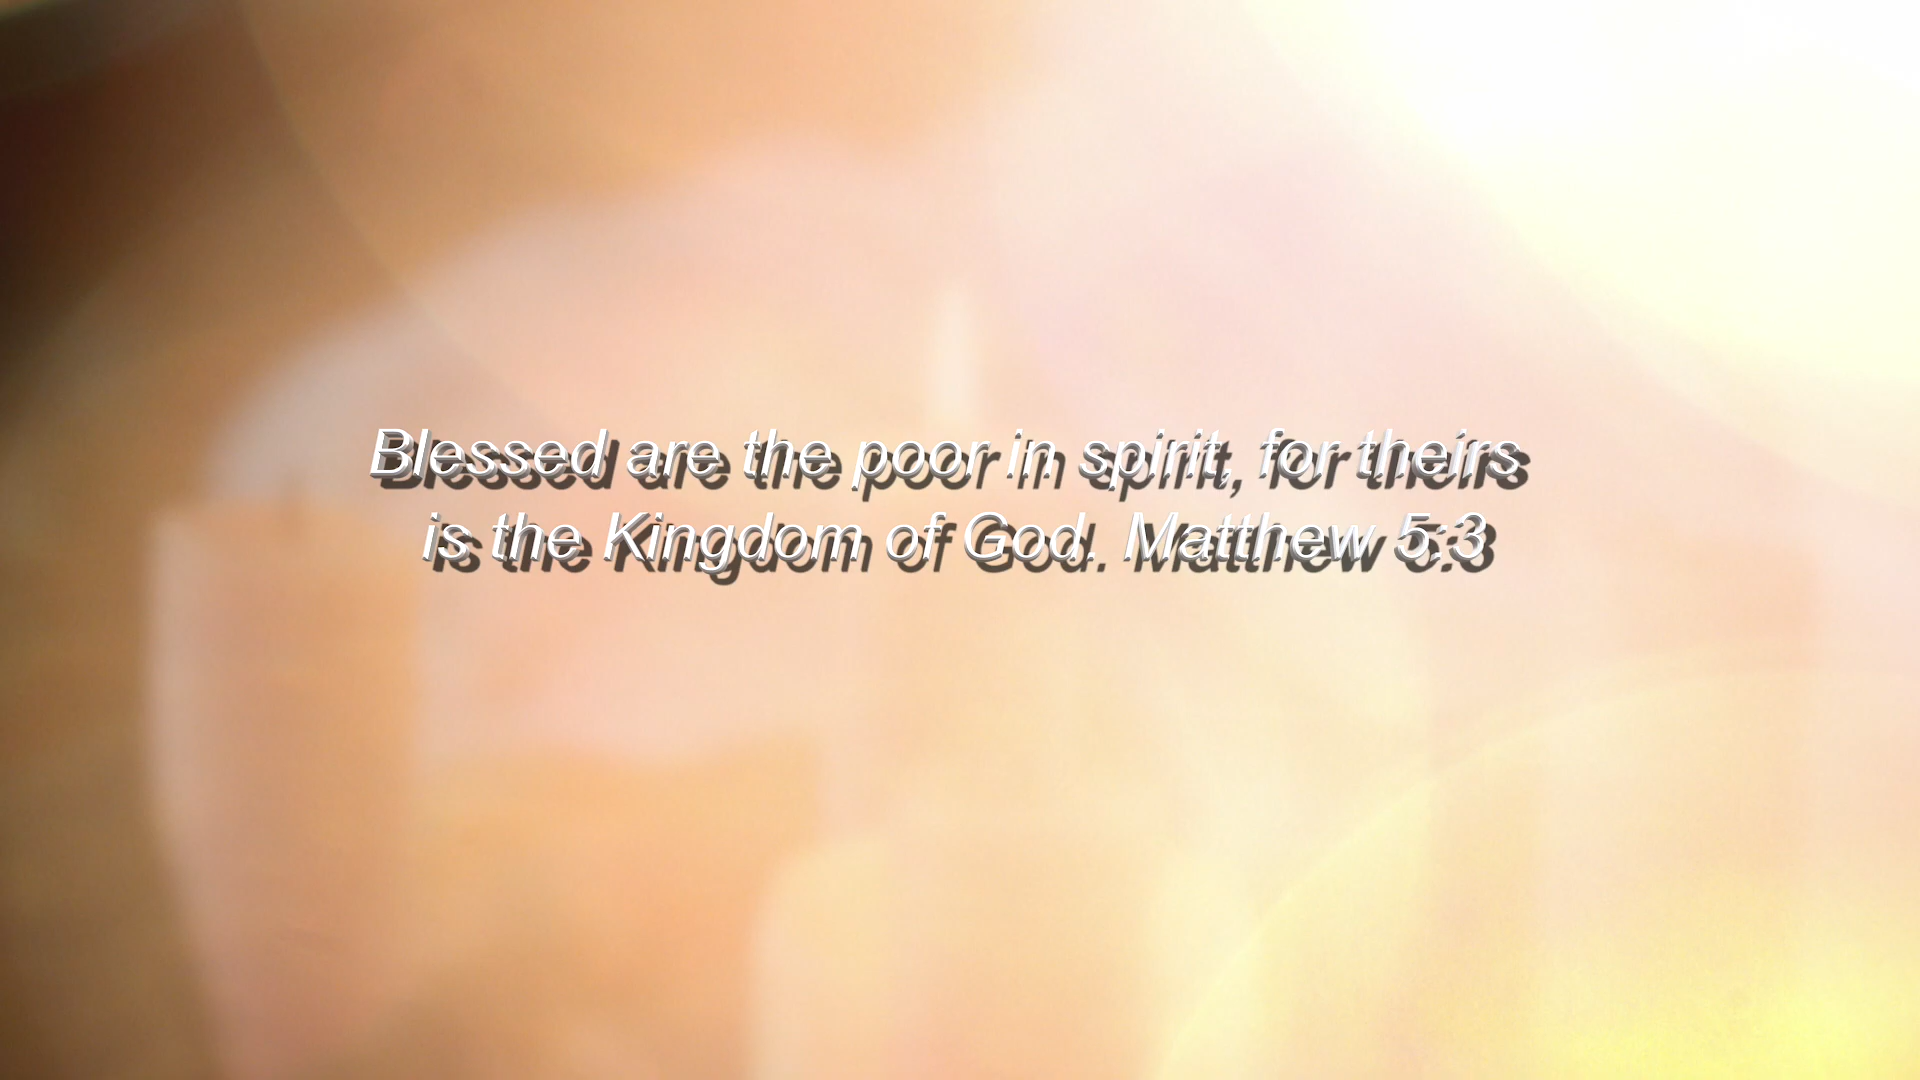 Blessed are the poor in spirit, for theirs
is the Kingdom of God. Matthew 5:3